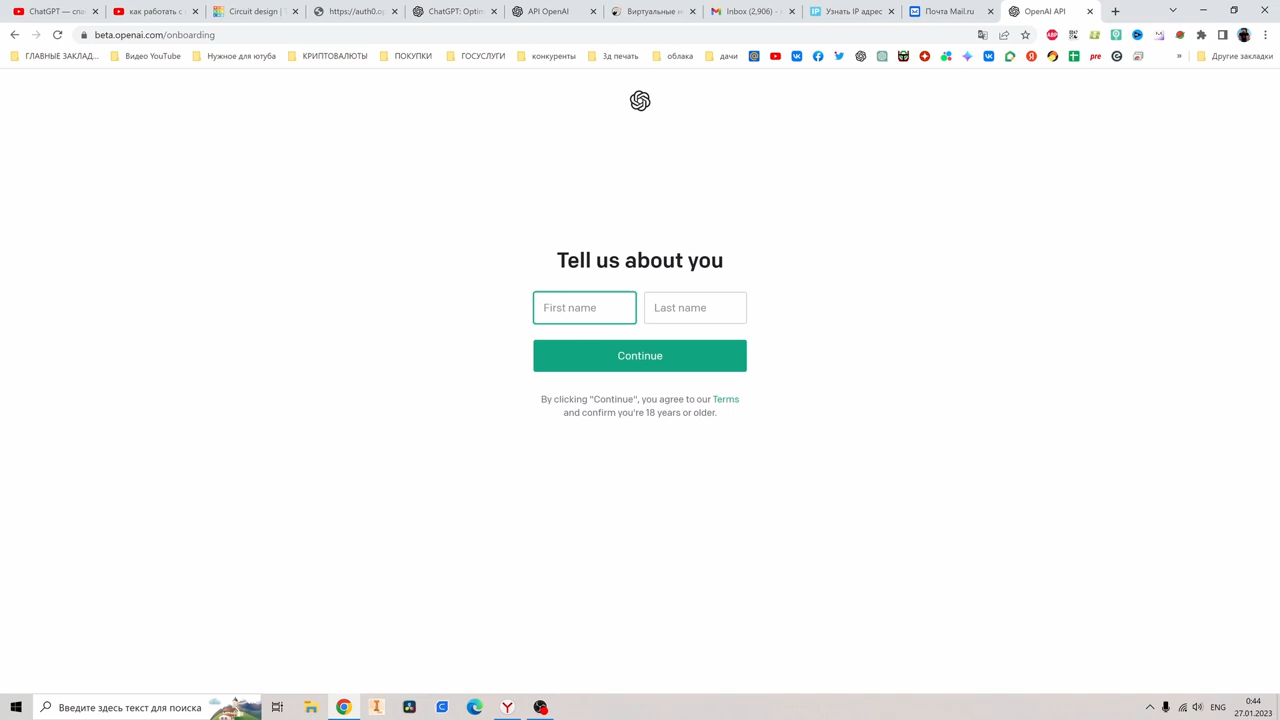 ChatGPT — спа
как работать с
Circuit design |
https://auth0.op
ChatGPT: Optim
API OpenAI
Виртуальные н
Inbox (2,906) - a
Узнать IP адрес
Почта Mail.ru
OpenAI API
beta.openai.com/onboarding
ГЛАВНЫЕ ЗАКЛАД...
Видео YouTube
Нужное для ютуба
КРИПТОВАЛЮТЫ
ПОКУПКИ
ГОСУСЛУГИ
конкуренты
3д печать
облака
дачи
pre
»
Другие закладки
Tell us about you
First name
Last name
Continue
By clicking "Continue", you agree to our Terms
and confirm you're 18 years or older.
Введите здесь текст для поиска
ENG
0:44
27.01.2023